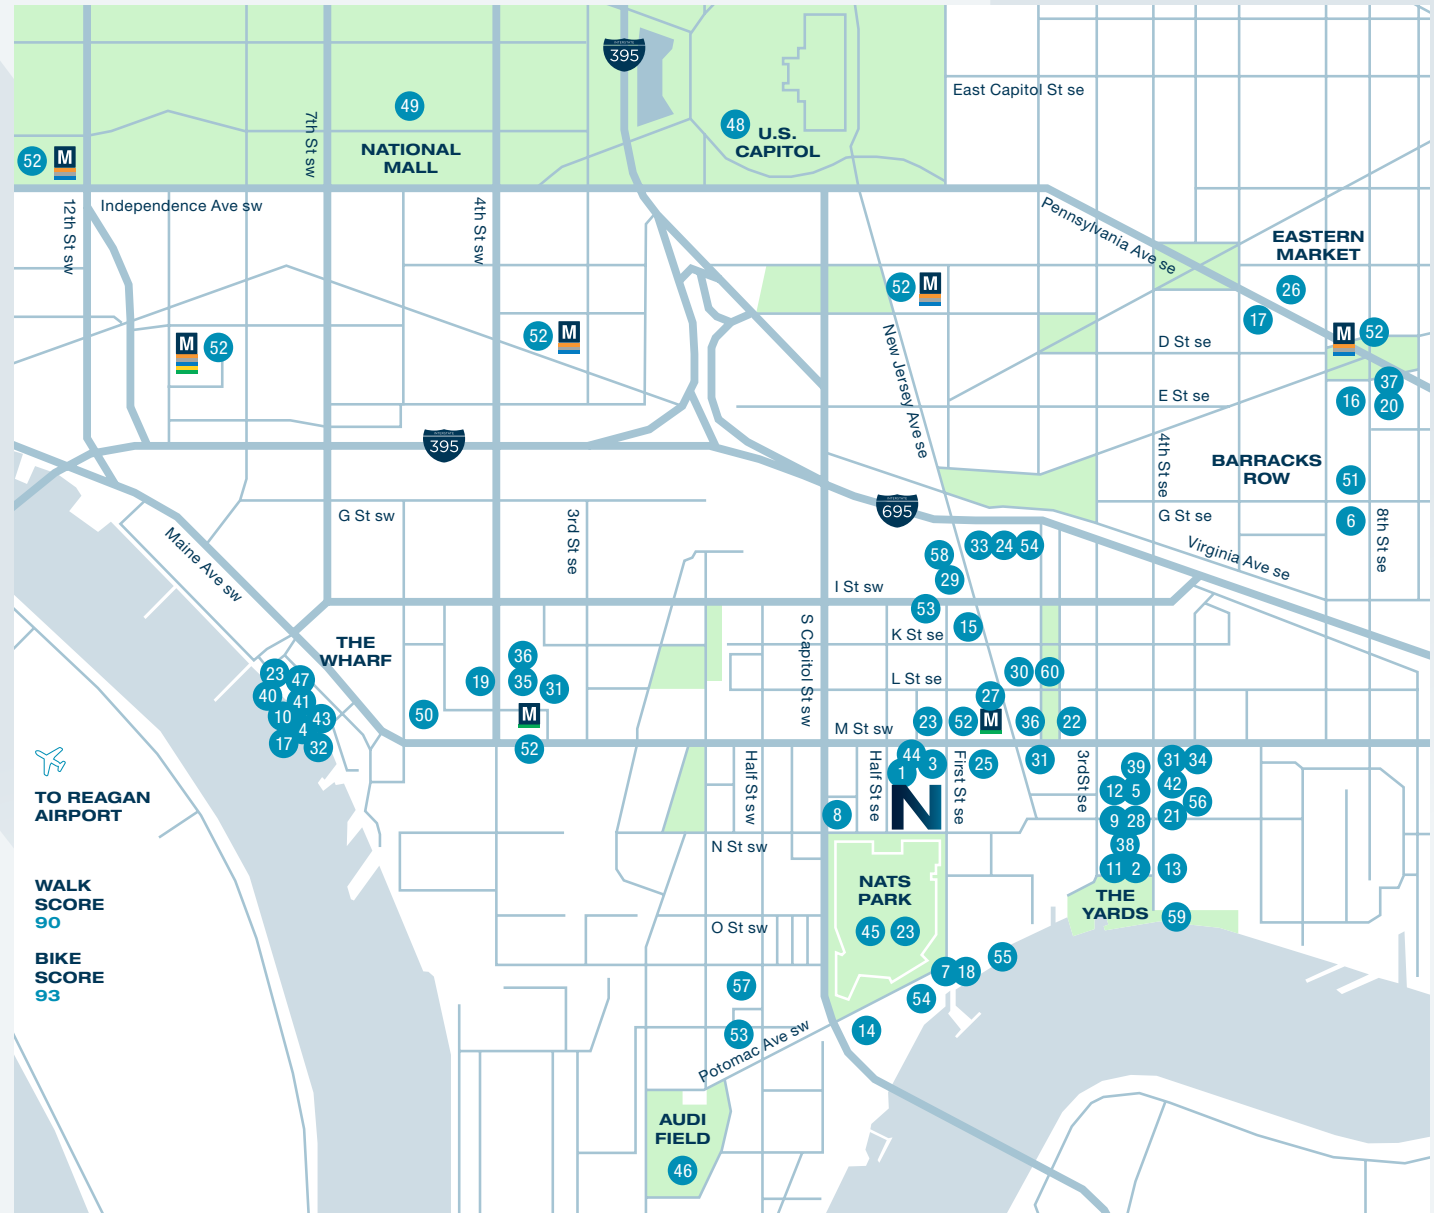 INTERSTATE
395
East Capitol St se
49
48
U.S.
CAPITOL
7th St sw
NATIONAL
MALL
52
M
12th St sw
Independence Ave sw
4th St sw
Pennsylvania Ave se
EASTERN
MARKET
52
M
26
17
M
52
52
M
M
52
New Jersey Ave se
D St se
37
16
20
E St se
INTERSTATE
395
4th St se
BARRACKS
ROW
51
INTERSTATE
695
G St sw
3rd St se
G St se
6
8th St se
Maine Ave sw
Virginia Ave se
33
24
54
58
29
I St sw
53
15
S Capitol St sw
K St se
THE
WHARF
36
23
47
19
35
31
30
60
L St se
40
41
27
10
43
50
M
23
52
M
36
22
4
M St sw
17
32
52
44
1
3
First St se
25
31
3rdSt se
39
31
34
Half St sw
Half St se
12
5
42
56
TO REAGAN
AIRPORT
8
N
9
28
21
N St sw
38
11
2
13
WALK
SCORE
90
NATS
PARK
THE
YARDS
O St sw
45
23
59
BIKE
SCORE
93
55
7
18
57
54
53
14
Potomac Ave sw
AUDI
FIELD
46